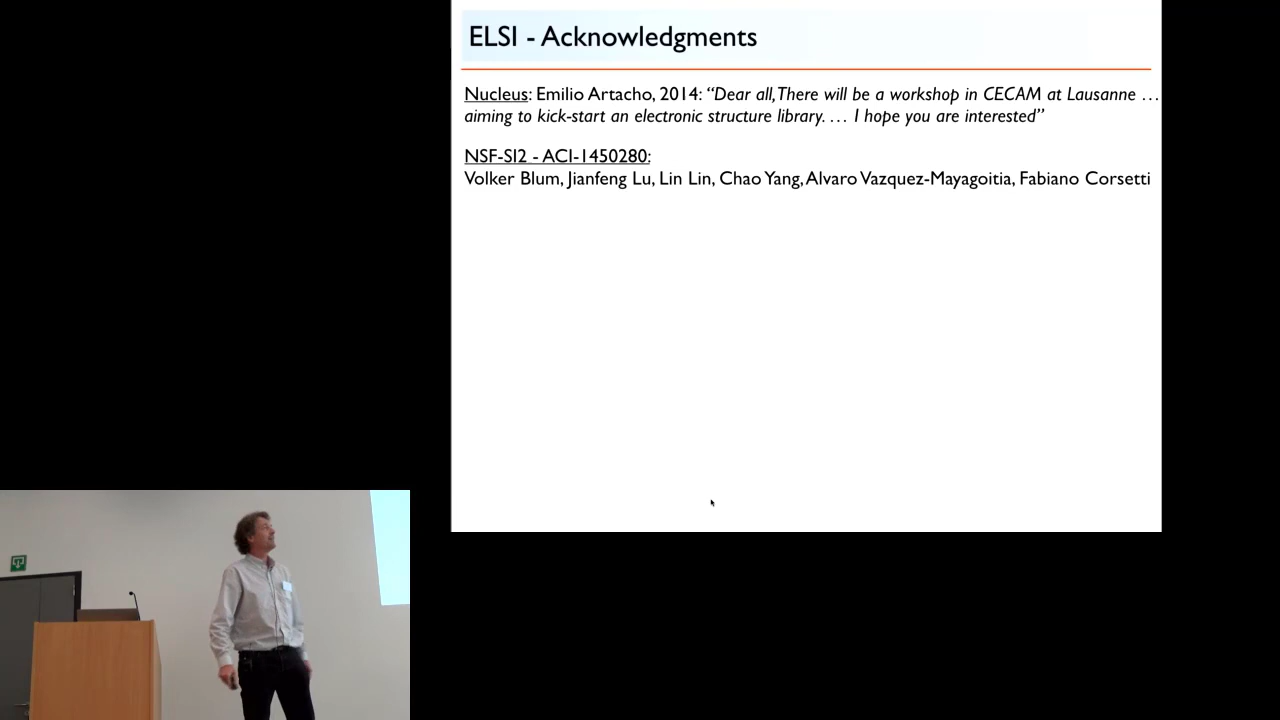 ELSI - Acknowledgments
Nucleus: Emilio Artacho, 2014: “Dear all, There will be a workshop in CECAM at Lausanne …
aiming to kick-start an electronic structure library. … I hope you are interested”
NSF-SI2 - ACI-1450280:
Volker Blum, Jianfeng Lu, Lin Lin, Chao Yang, Alvaro Vazquez-Mayagoitia, Fabiano Corsetti